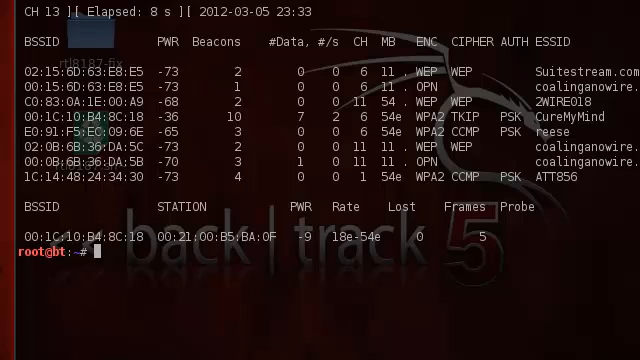 CH 13 ][ Elapsed: 8 s ][ 2012-03-05 23:33
BSSID PWR Beacons #Data, #/s CH MB ENC CIPHER AUTH ESSID
rtl8187-fix
02:15:6D:63:E8:E5 -73 2 0 0 6 11 . WEP WEP Suitestream.com
00:15:6D:63:E8:E5 -73 1 0 0 6 11 . OPN coalinganowire.
C0:83:0A:1E:00:A9 -68 2 0 0 11 54 . WEP WEP 2WIRE018
00:1C:10:B4:8C:18 -36 10 7 2 6 54e WPA2 TKIP PSK CureMyMind
E0:91:F5:EC:09:6E -65 3 0 0 6 54e WPA2 CCMP PSK reese
02:0B:6B:36:DA:5C -73 2 0 0 11 11 . WEP WEP coalinganowire.
00:0B:6B:36:DA:5B -70 3 1 0 11 11 . OPN coalinganowire.
1C:14:48:24:34:30 -73 4 0 0 1 54e WPA2 CCMP PSK ATT856
BSSID STATION PWR Rate Lost Frames Probe
00:1C:10:B4:8C:18 00:21:00:B5:BA:0F -9 18e-54e 0 5
root@bt:~#
<< back | track 5